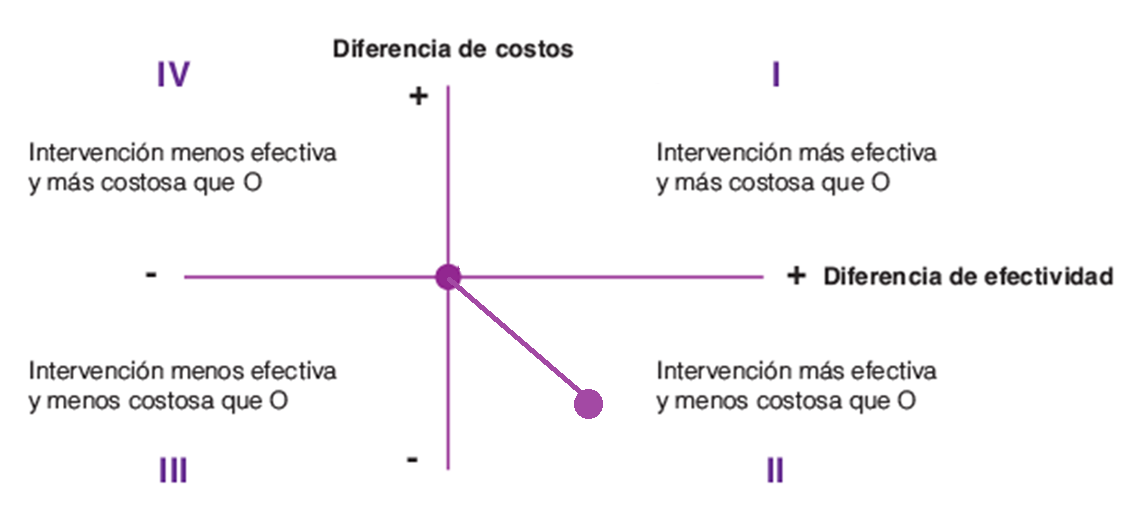 Diferencia de costos
IV
I
+
Intervención menos efectiva
y más costosa que O
Intervención más efectiva
y más costosa que O
-
+ Diferencia de efectividad
Intervención menos efectiva
y menos costosa que O
Intervención más efectiva
y menos costosa que O
-
III
II